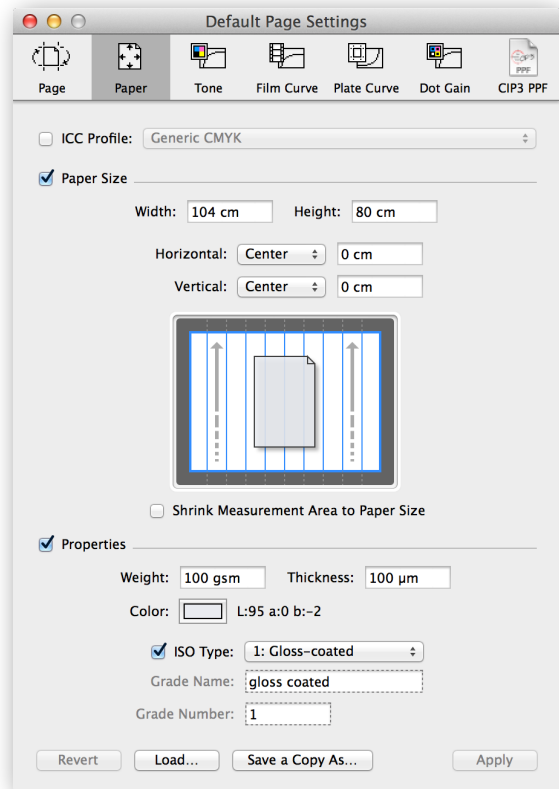 Default Page Settings
Page Paper Tone Film Curve Plate Curve Dot Gain CIP3 PPF
PPF
ICC Profile: Generic CMYK
Paper Size
Width: 104 cm Height: 80 cm
Horizontal: Center 0 cm
Vertical: Center 0 cm
Shrink Measurement Area to Paper Size
Properties
Weight: 100 gsm Thickness: 100 µm
Color: L:95 a:0 b:-2
ISO Type: 1: Gloss-coated
Grade Name: gloss coated
Grade Number: 1
Revert Load... Save a Copy As... Apply